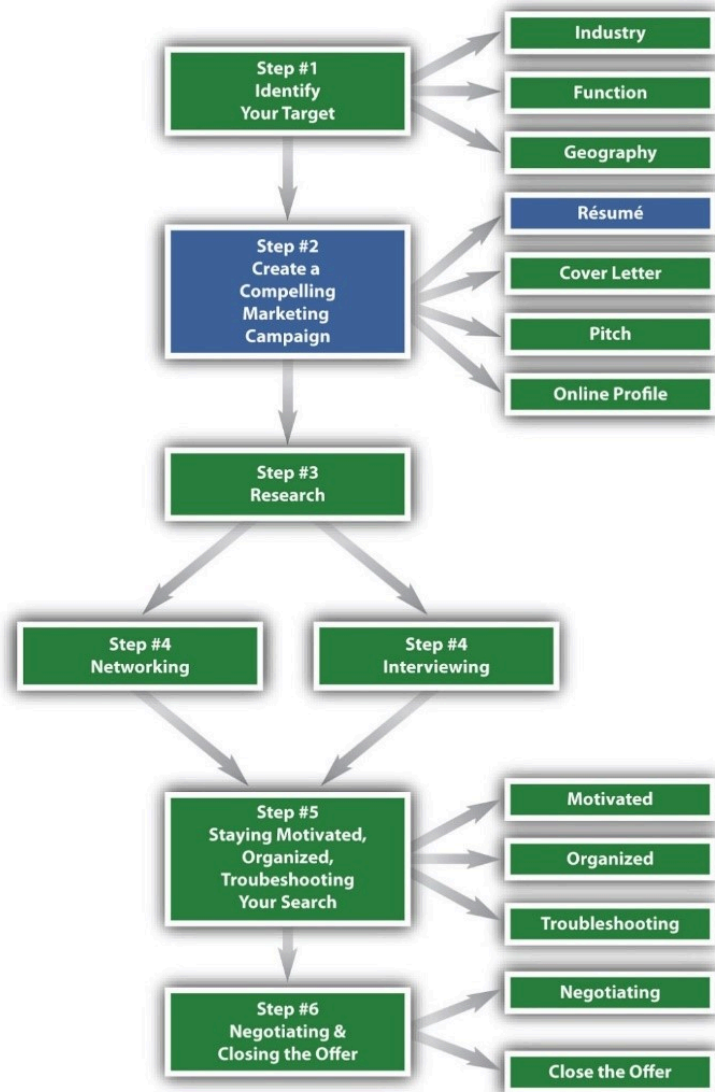 Step #1
Identify
Your Target
Industry
Function
Geography
Step #2
Create a
Compelling
Marketing
Campaign
Résumé
Cover Letter
Pitch
Online Profile
Step #3
Research
Step #4
Networking
Step #4
Interviewing
Step #5
Staying Motivated,
Organized,
Troubeshooting
Your Search
Motivated
Organized
Troubleshooting
Step #6
Negotiating &
Closing the Offer
Negotiating
Close the Offer